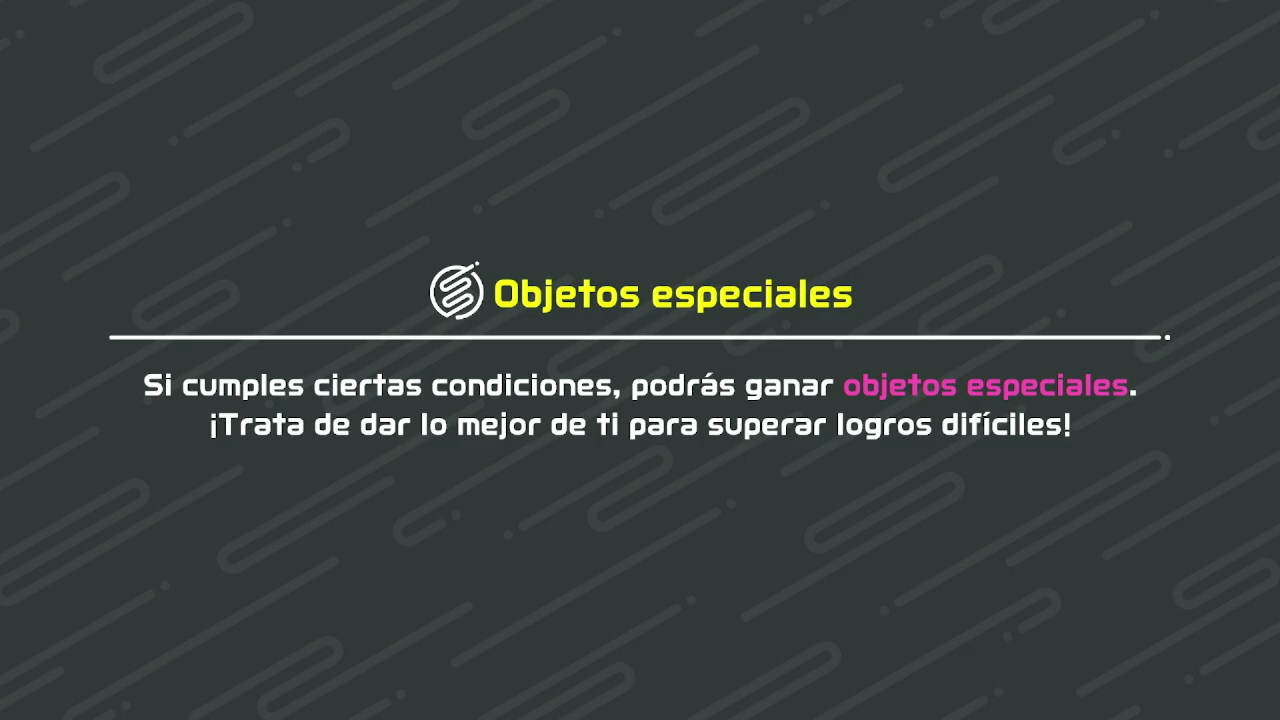 Objetos especiales
Si cumples ciertas condiciones, podrás ganar objetos especiales.
¡Trata de dar lo mejor de ti para superar logros difíciles!